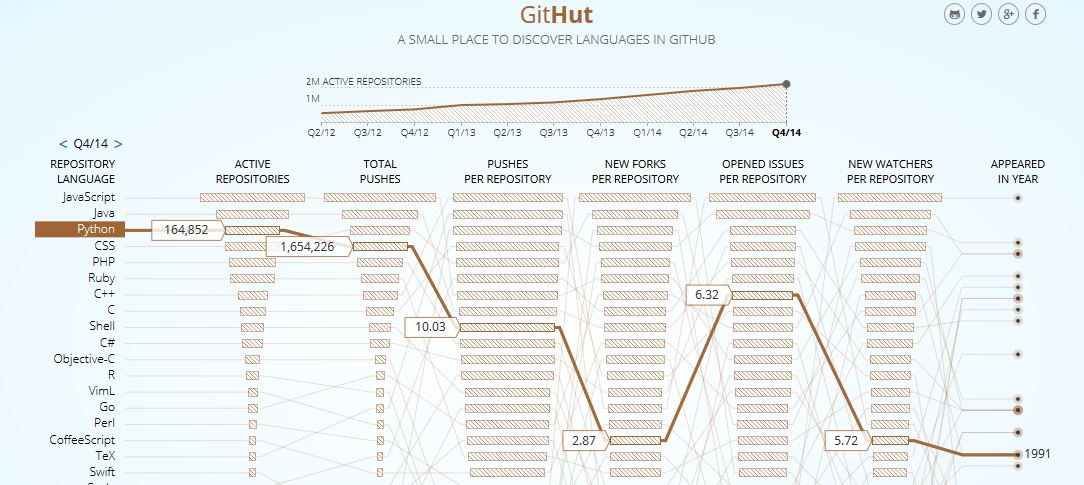 GitHut
A SMALL PLACE TO DISCOVER LANGUAGES IN GITHUB
2M ACTIVE REPOSITORIES
1M
Q2/12 Q3/12 Q4/12 Q1/13 Q2/13 Q3/13 Q4/13 Q1/14 Q2/14 Q3/14 Q4/14
< Q4/14 >
REPOSITORY LANGUAGE
ACTIVE REPOSITORIES
TOTAL PUSHES
PUSHES PER REPOSITORY
NEW FORKS PER REPOSITORY
OPENED ISSUES PER REPOSITORY
NEW WATCHERS PER REPOSITORY
APPEARED IN YEAR
JavaScript
Java
Python 164,852
CSS 1,654,226
PHP
Ruby
C++ 6.32
C
Shell 10.03
C#
Objective-C
R
VimL
Go
Perl
CoffeeScript 2.87 5.72
TeX 1991
Swift